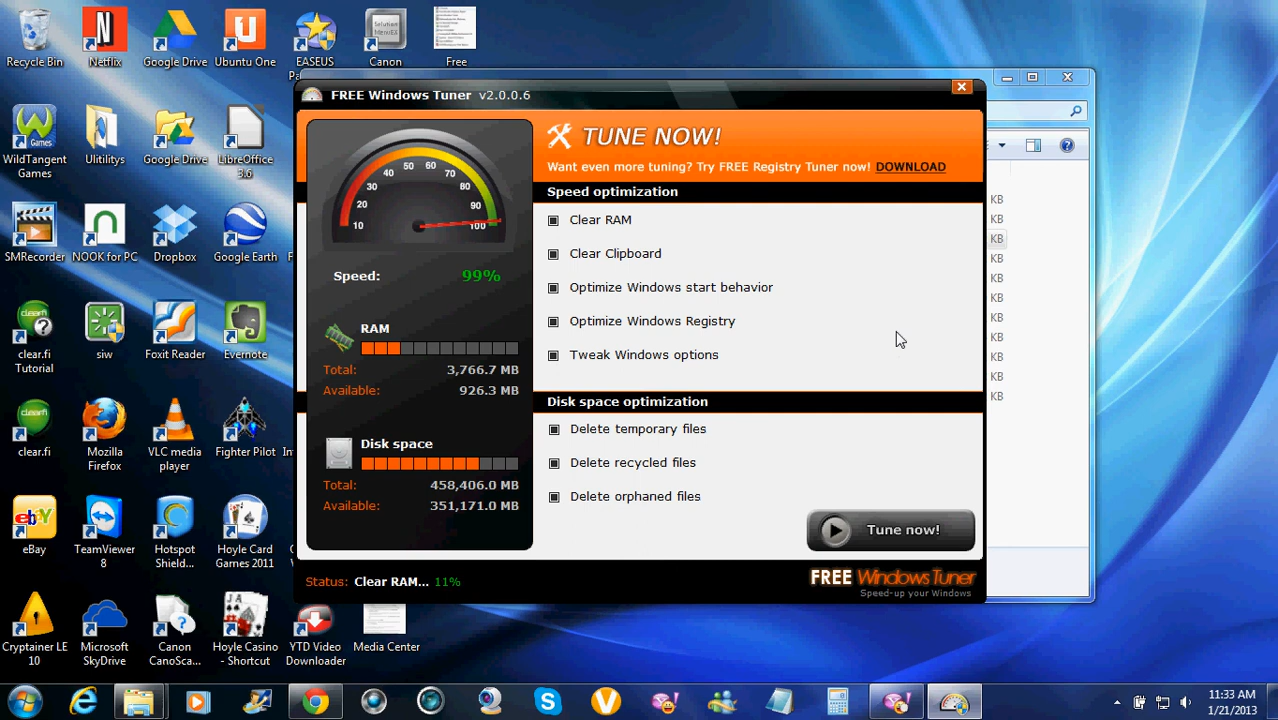 Recycle Bin
Netflix
Google Drive
Ubuntu One
EASEUS
Solution
MenuEX
Canon
Free
WildTangent
Games
Ulitilitys
Google Drive
LibreOffice
3.6
SMRecorder
NOOK for PC
Dropbox
Google Earth
clear.fi
Tutorial
siw
Foxit Reader
Evernote
clear.fi
Mozilla
Firefox
VLC media
player
Fighter Pilot
eBay
TeamViewer
8
Hotspot
Shield...
Hoyle Card
Games 2011
Cryptainer LE
10
Microsoft
SkyDrive
Canon
CanoSca...
Hoyle Casino
- Shortcut
YTD Video
Downloader
Media Center
FREE Windows Tuner v2.0.0.6
10
20
30
40
50
60
70
80
90
100
Speed: 99%
RAM
Total: 3,766.7 MB
Available: 926.3 MB
Disk space
Total: 458,406.0 MB
Available: 351,171.0 MB
TUNE NOW!
Want even more tuning? Try FREE Registry Tuner now! DOWNLOAD
Speed optimization
Clear RAM
Clear Clipboard
Optimize Windows start behavior
Optimize Windows Registry
Tweak Windows options
Disk space optimization
Delete temporary files
Delete recycled files
Delete orphaned files
Tune now!
Status: Clear RAM... 11%
FREE WindowsTuner
Speed-up your Windows
KB
KB
KB
KB
KB
KB
KB
KB
KB
KB
KB
11:33 AM
1/21/2013